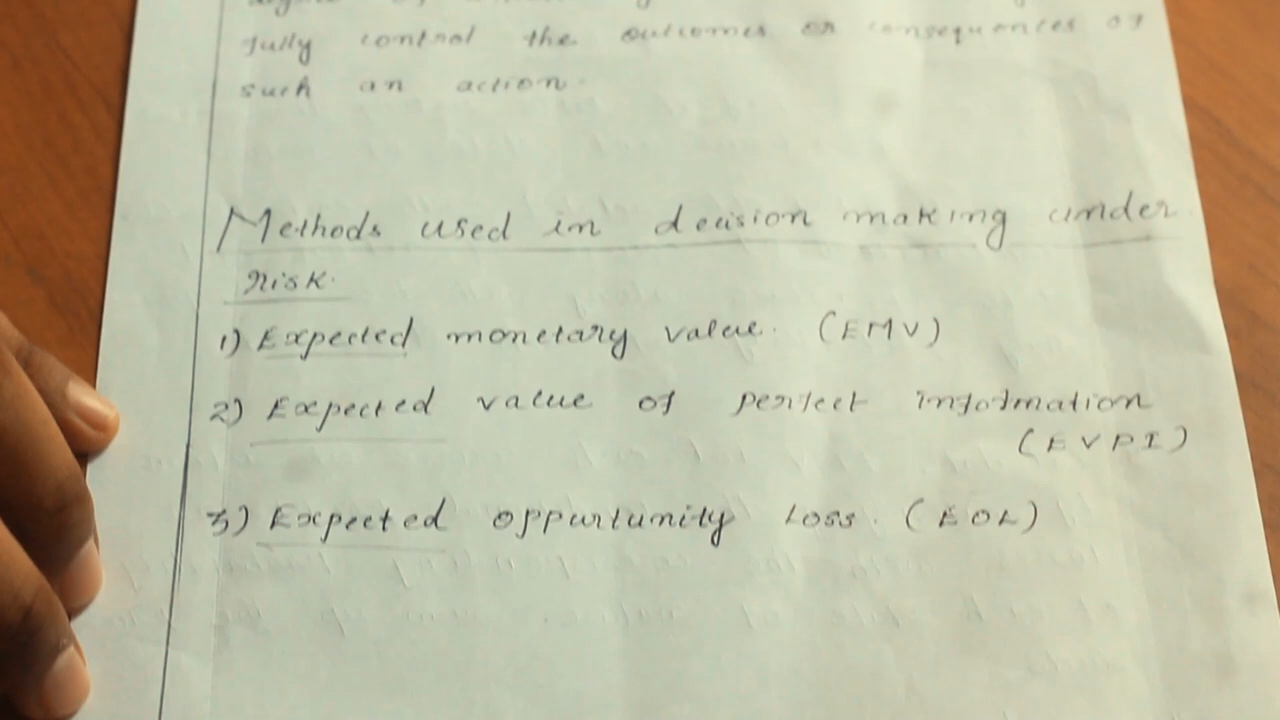 fully control the outcomes or consequences of
such an action.
Methods used in decision making under
Risk.
1) Expected monetary value. (EMV)
2) Expected value of perfect information
(EVPI)
3) Expected oppurtunity Loss. (EOL)